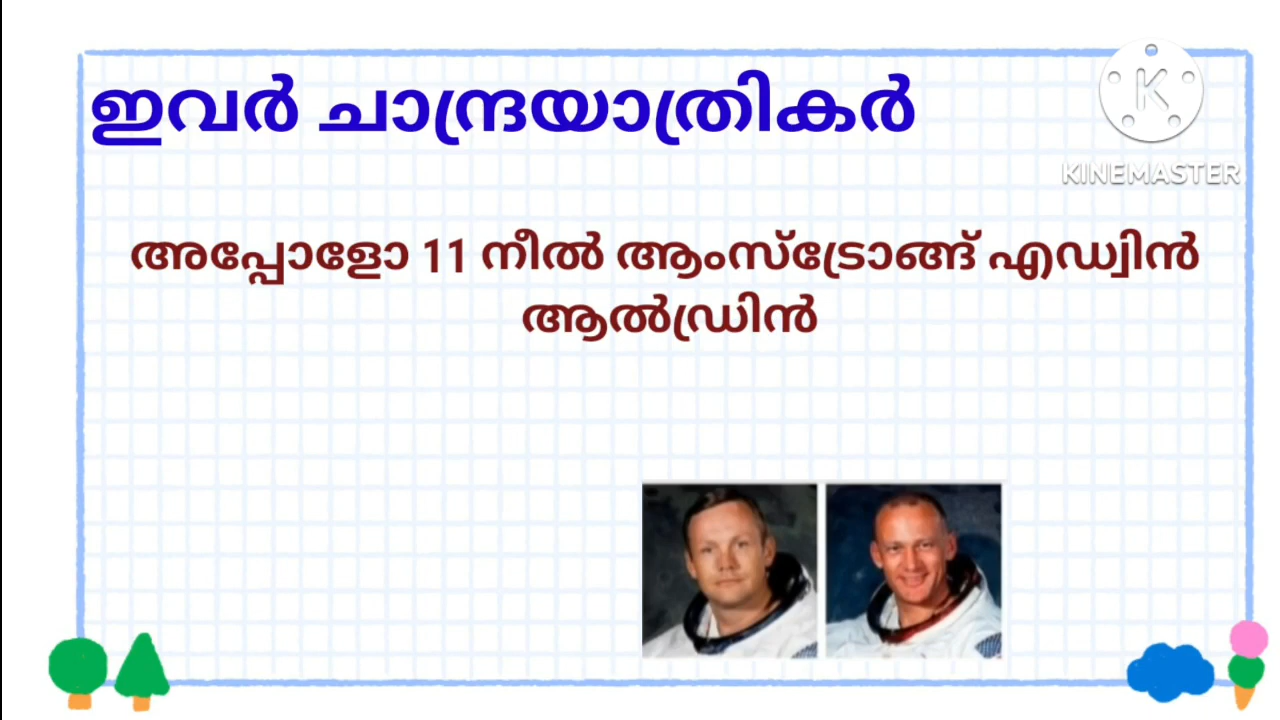 ഇവർ ചാന്ദ്രയാത്രികർ
K
KINEMASTER
അപ്പോളോ 11 നീൽ ആംസ്ട്രോങ്ങ് എഡ്വിൻ
ആൽഡ്രിൻ